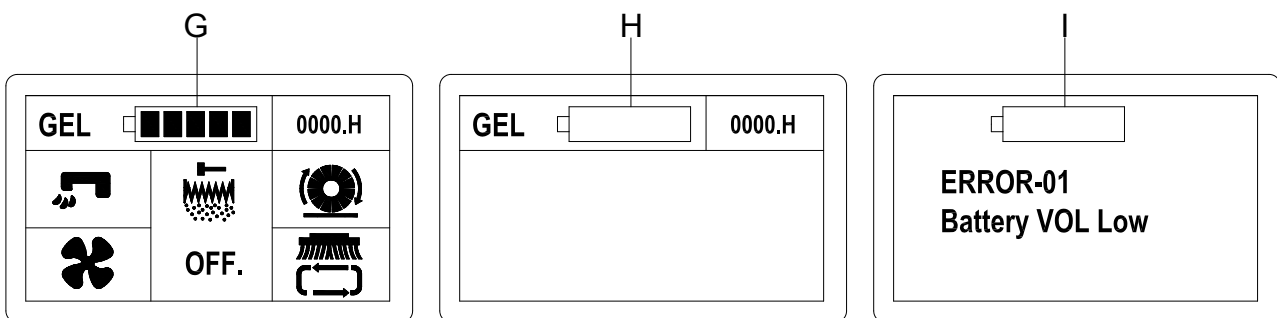 G
H
I
GEL
0000.H
OFF.
GEL
0000.H
ERROR-01
Battery VOL Low